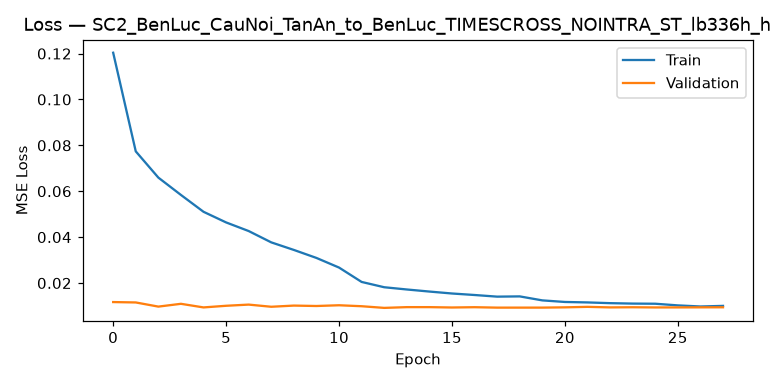 Loss — SC2_BenLuc_CauNoi_TanAn_to_BenLuc_TIMESCROSS_NOINTRA_ST_lb336h_h
Train
Validation
MSE Loss
0.12
0.10
0.08
0.06
0.04
0.02
0 5 10 15 20 25
Epoch